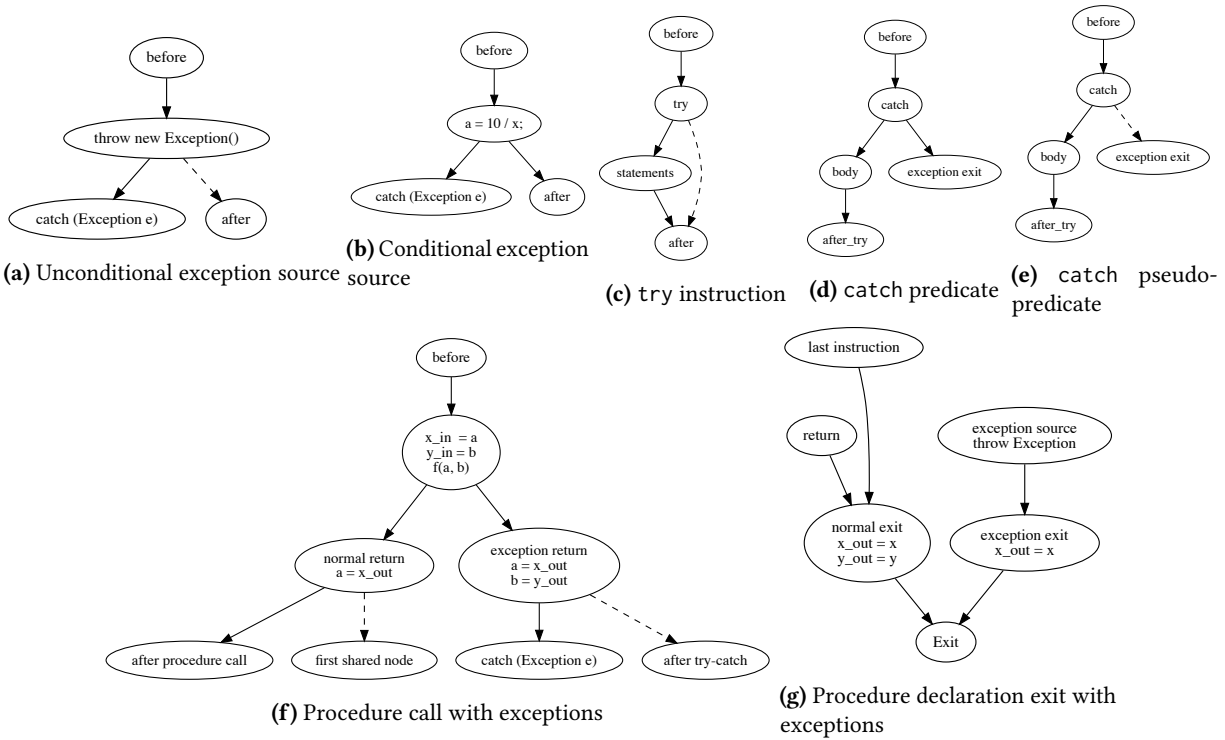 before
throw new Exception()
catch (Exception e)
after
(a) Unconditional exception source
before
a = 10 / x;
catch (Exception e)
after
(b) Conditional exception
source
before
try
statements
after
(c) try instruction
before
catch
body
exception exit
after_try
(d) catch predicate
before
catch
body
exception exit
after_try
(e) catch pseudo-
predicate
before
x_in = a
y_in = b
f(a, b)
normal return
a = x_out
exception return
a = x_out
b = y_out
after procedure call
first shared node
catch (Exception e)
after try-catch
(f) Procedure call with exceptions
last instruction
return
exception source
throw Exception
normal exit
x_out = x
y_out = y
exception exit
x_out = x
Exit
(g) Procedure declaration exit with
exceptions